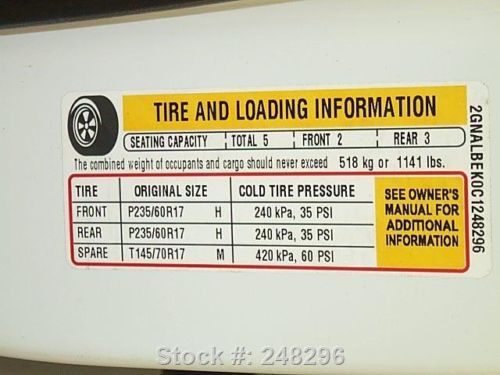 TIRE AND LOADING INFORMATION
SEATING CAPACITY TOTAL 5 FRONT 2 REAR 3
The combined weight of occupants and cargo should never exceed 518 kg or 1141 lbs.
TIRE ORIGINAL SIZE COLD TIRE PRESSURE
FRONT P235/60R17 H 240 kPa, 35 PSI
REAR P235/60R17 H 240 kPa, 35 PSI
SPARE T145/70R17 M 420 kPa, 60 PSI
SEE OWNER'S
MANUAL FOR
ADDITIONAL
INFORMATION
2GNALBEK0C1248296
Stock #: 248296